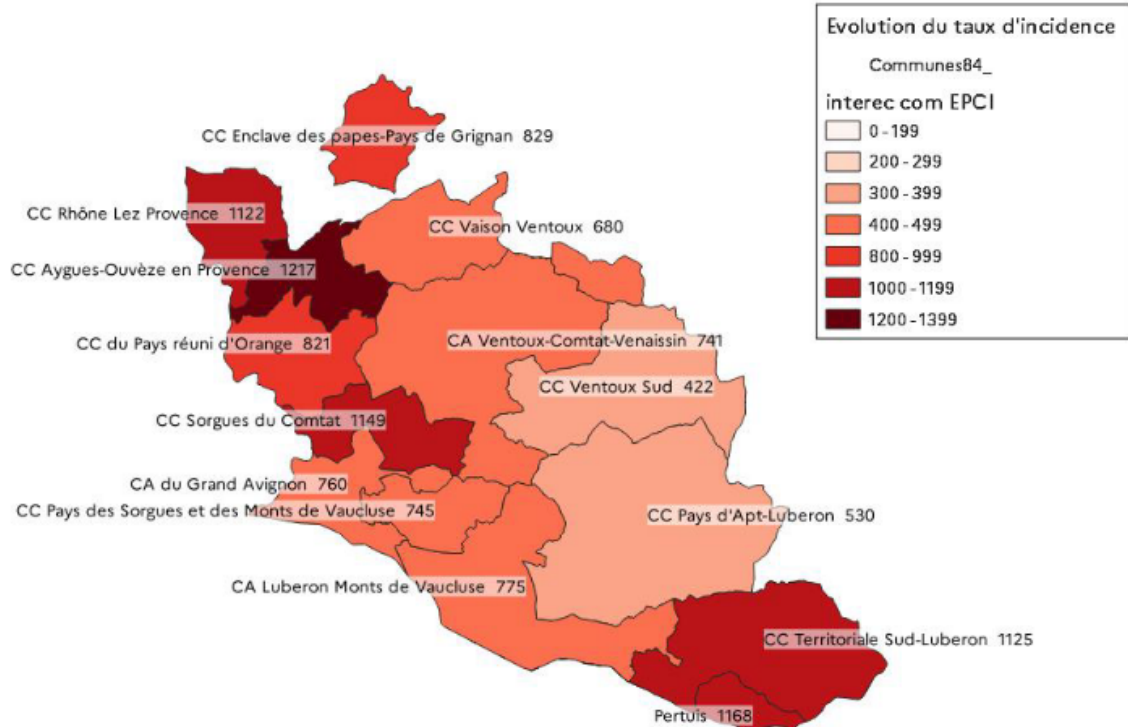 Evolution du taux d'incidence
Communes84_
interec com EPCI
0 - 199
200 - 299
300 - 399
400 - 499
800 - 999
1000 - 1199
1200 - 1399
CC Enclave des papes-Pays de Grignan 829
CC Rhône Lez Provence 1122
CC Vaison Ventoux 680
CC Aygues-Ouvèze en Provence 1217
CC du Pays réuni d'Orange 821
CA Ventoux-Comtat-Venaissin 741
CC Ventoux Sud 422
CC Sorgues du Comtat 1149
CA du Grand Avignon 760
CC Pays des Sorgues et des Monts de Vaucluse 745
CC Pays d'Apt-Luberon 530
CA Luberon Monts de Vaucluse 775
CC Territoriale Sud-Luberon 1125
Pertuis 1168